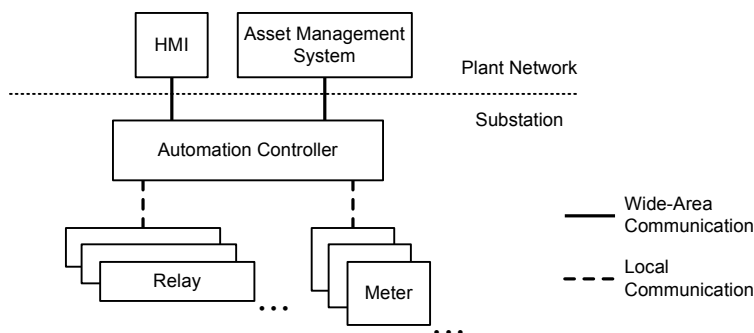 HMI
Asset Management
System
Plant Network
Substation
Automation Controller
Relay
...
Meter
...
Wide-Area
Communication
Local
Communication